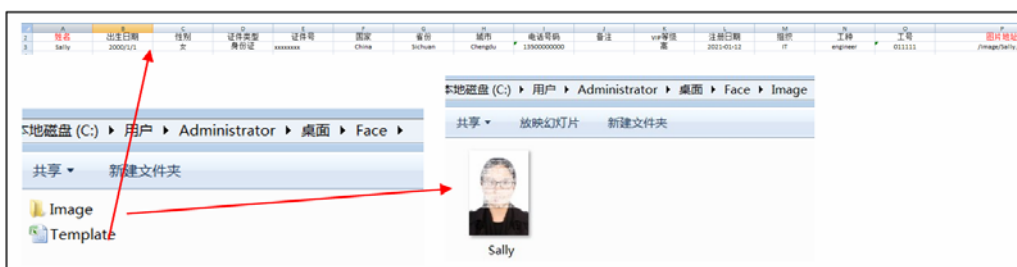 A B C D E F G H I J K L M N O P
2 姓名 出生日期 性别 证件类型 证件号 国家 省份 城市 电话号码 备注 VIP等级 注册日期 组织 工种 工号 图片地址
3 Sally 2000/1/1 女 身份证 xxxxxxxx China Sichuan Chengdu 13500000000 高 2021-01-12 IT engineer 011111 /Image/Sally.
本地磁盘 (C:) ▸ 用户 ▸ Administrator ▸ 桌面 ▸ Face ▸ Image
共享 放映幻灯片 新建文件夹
Sally
本地磁盘 (C:) ▸ 用户 ▸ Administrator ▸ 桌面 ▸ Face ▸
共享 新建文件夹
Image
Template